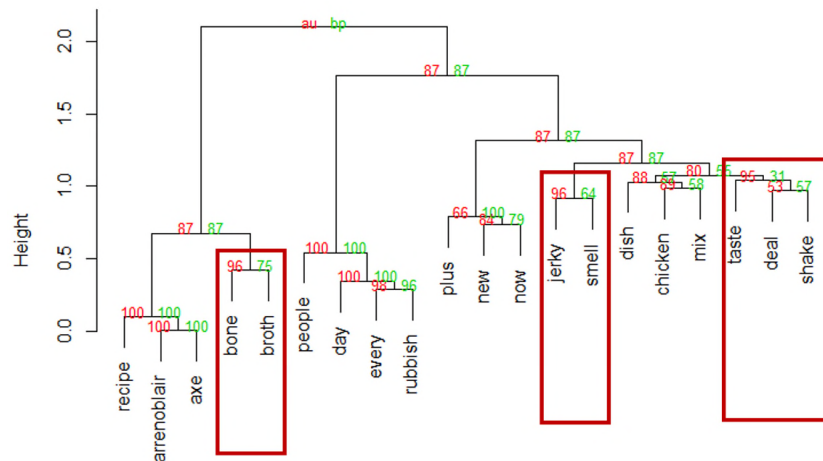 au bp
2.0
87 87
1.5
87 87
87 87
80 55
95 31
1.0
88 57
89 58
53 57
96 64
66 100
84 79
87 87
100 100
0.5
96 75
100 100
98 96
100 100
100 100
0.0
Height
recipe
arrenoblair
axe
bone
broth
people
day
every
rubbish
plus
new
now
jerky
smell
dish
chicken
mix
taste
deal
shake